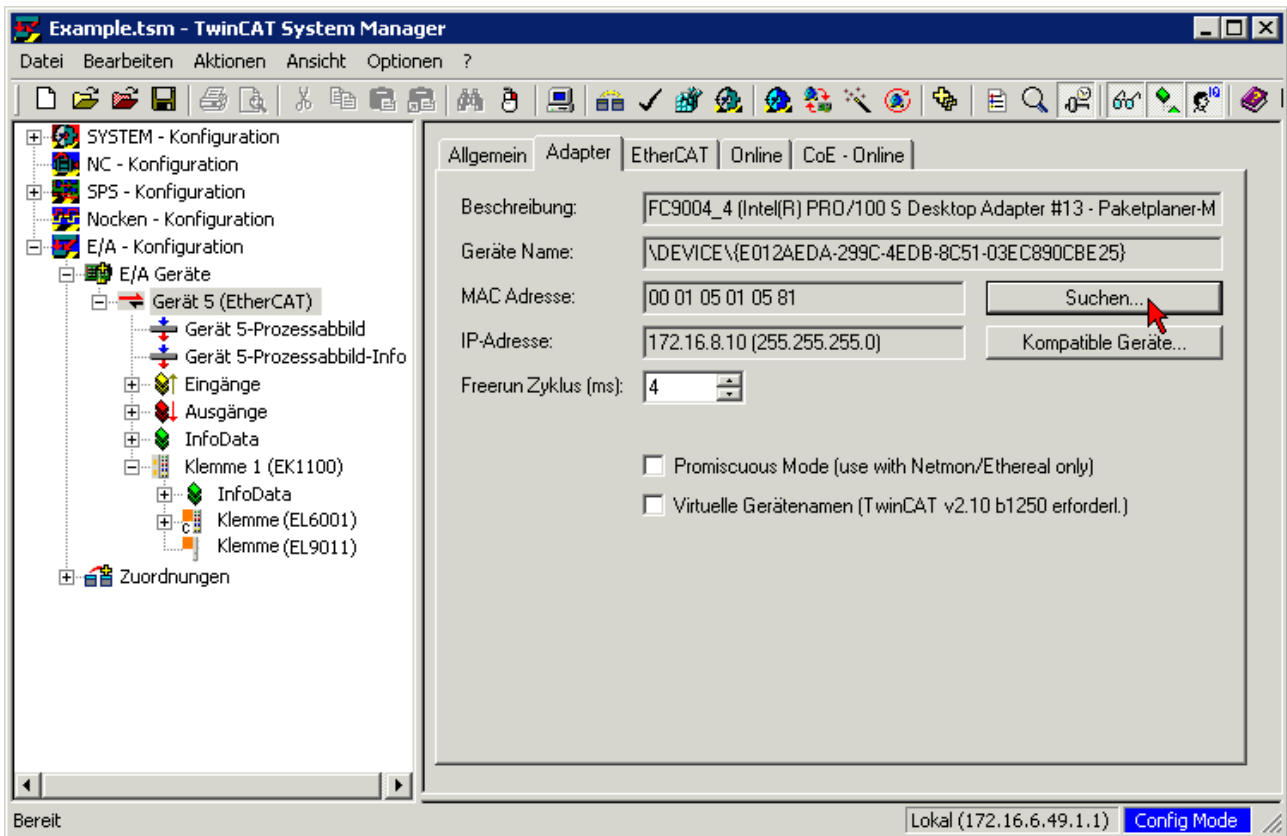 Example.tsm - TwinCAT System Manager
Datei Bearbeiten Aktionen Ansicht Optionen ?
SYSTEM - Konfiguration
NC - Konfiguration
SPS - Konfiguration
Nocken - Konfiguration
E/A - Konfiguration
E/A Geräte
Gerät 5 (EtherCAT)
Gerät 5-Prozessabbild
Gerät 5-Prozessabbild-Info
Eingänge
Ausgänge
InfoData
Klemme 1 (EK1100)
InfoData
Klemme (EL6001)
Klemme (EL9011)
Zuordnungen
Allgemein Adapter EtherCAT Online CoE - Online
Beschreibung: FC9004_4 (Intel(R) PRO/100 S Desktop Adapter #13 - Paketplaner-M
Geräte Name: \DEVICE\{E012AEDA-299C-4EDB-8C51-03EC890CBE25}
MAC Adresse: 00 01 05 01 05 81 Suchen...
IP-Adresse: 172.16.8.10 (255.255.255.0) Kompatible Geräte...
Freerun Zyklus (ms): 4
Promiscuous Mode (use with Netmon/Ethereal only)
Virtuelle Gerätenamen (TwinCAT v2.10 b1250 erforderl.)
Bereit Lokal (172.16.6.49.1.1) Config Mode